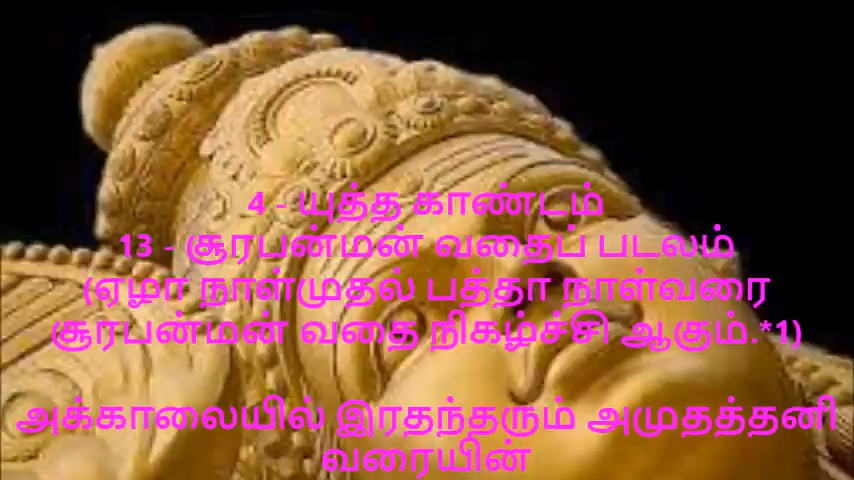 4 - யுத்த காண்டம்
13 - சூரபன்மன் வதைப் படலம்
(ஏழா நாள்முதல் பத்தா நாள்வரை
சூரபன்மன் வதை நிகழ்ச்சி ஆகும்.*1)
அக்காலையில் இரதந்தரும் அமுதத்தனி
வரையின்